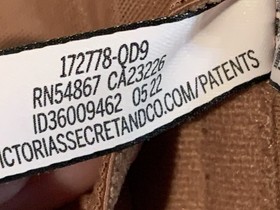 172778-QD9
RN54867 CA23226
ID36009462 05 22
ICTORIASSECRETANDCO.COM/PATENTS